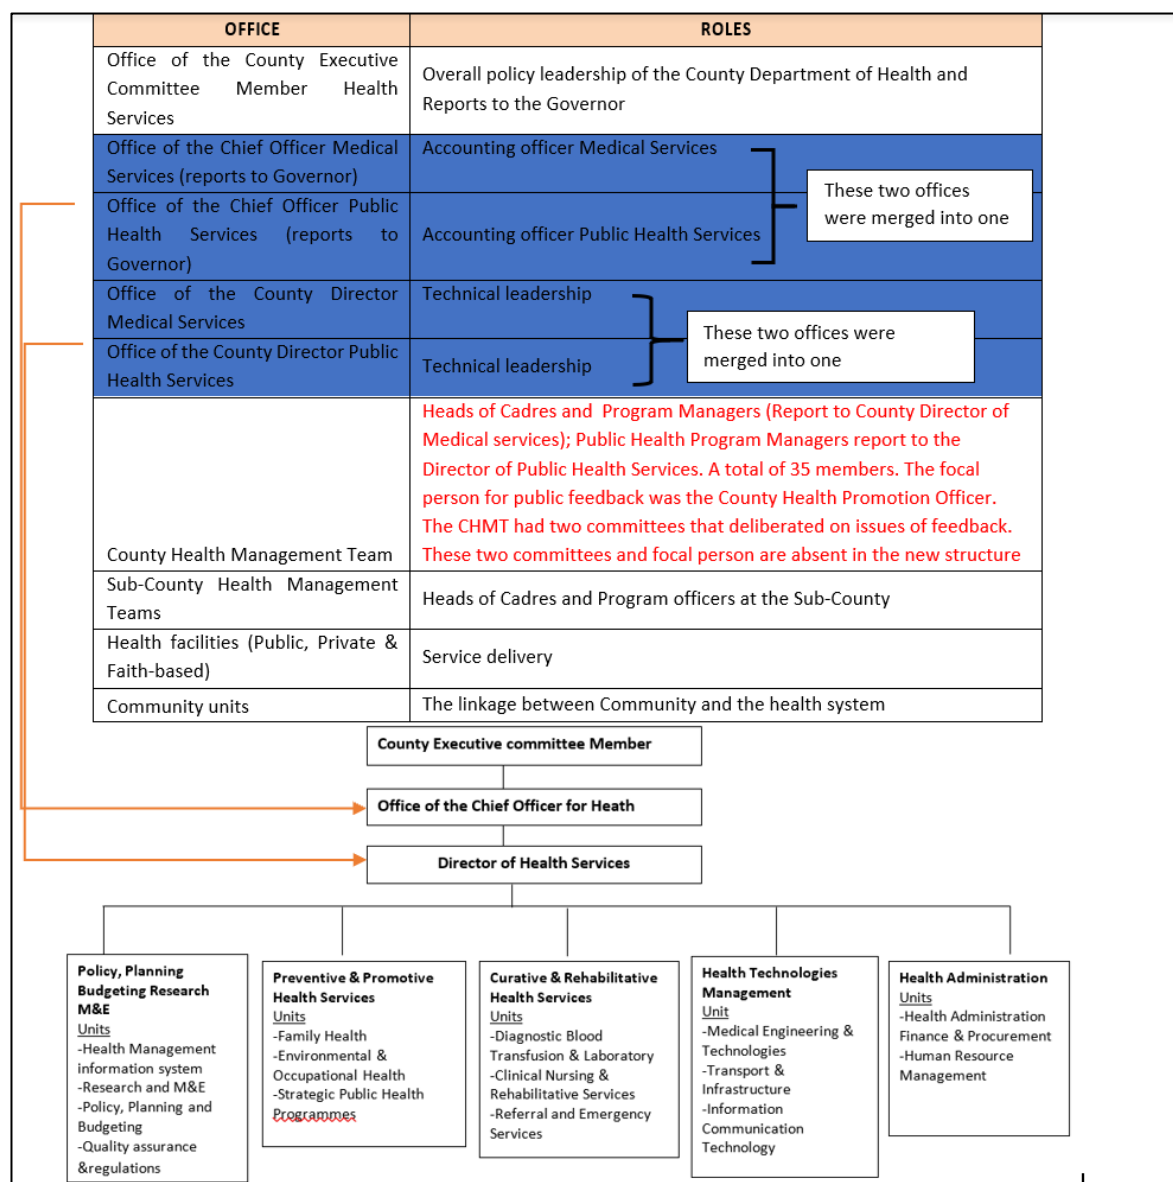 OFFICE
ROLES
Office of the County Executive
Committee Member Health
Services
Overall policy leadership of the County Department of Health and
Reports to the Governor
Office of the Chief Officer Medical
Services (reports to Governor)
Accounting officer Medical Services
Office of the Chief Officer Public
Health Services (reports to
Governor)
Accounting officer Public Health Services
These two offices
were merged into one
Office of the County Director
Medical Services
Technical leadership
Office of the County Director Public
Health Services
Technical leadership
These two offices were
merged into one
County Health Management Team
Heads of Cadres and Program Managers (Report to County Director of
Medical services); Public Health Program Managers report to the
Director of Public Health Services. A total of 35 members. The focal
person for public feedback was the County Health Promotion Officer.
The CHMT had two committees that deliberated on issues of feedback.
These two committees and focal person are absent in the new structure
Sub-County Health Management
Teams
Heads of Cadres and Program officers at the Sub-County
Health facilities (Public, Private &
Faith-based)
Service delivery
Community units
The linkage between Community and the health system
County Executive committee Member
Office of the Chief Officer for Heath
Director of Health Services
Policy, Planning
Budgeting Research
M&E
Units
-Health Management
information system
-Research and M&E
-Policy, Planning and
Budgeting
-Quality assurance
&regulations
Preventive & Promotive
Health Services
Units
-Family Health
-Environmental &
Occupational Health
-Strategic Public Health
Programmes
Curative & Rehabilitative
Health Services
Units
-Diagnostic Blood
Transfusion & Laboratory
-Clinical Nursing &
Rehabilitative Services
-Referral and Emergency
Services
Health Technologies
Management
Unit
-Medical Engineering &
Technologies
-Transport &
Infrastructure
-Information
Communication
Technology
Health Administration
Units
-Health Administration
Finance & Procurement
-Human Resource
Management